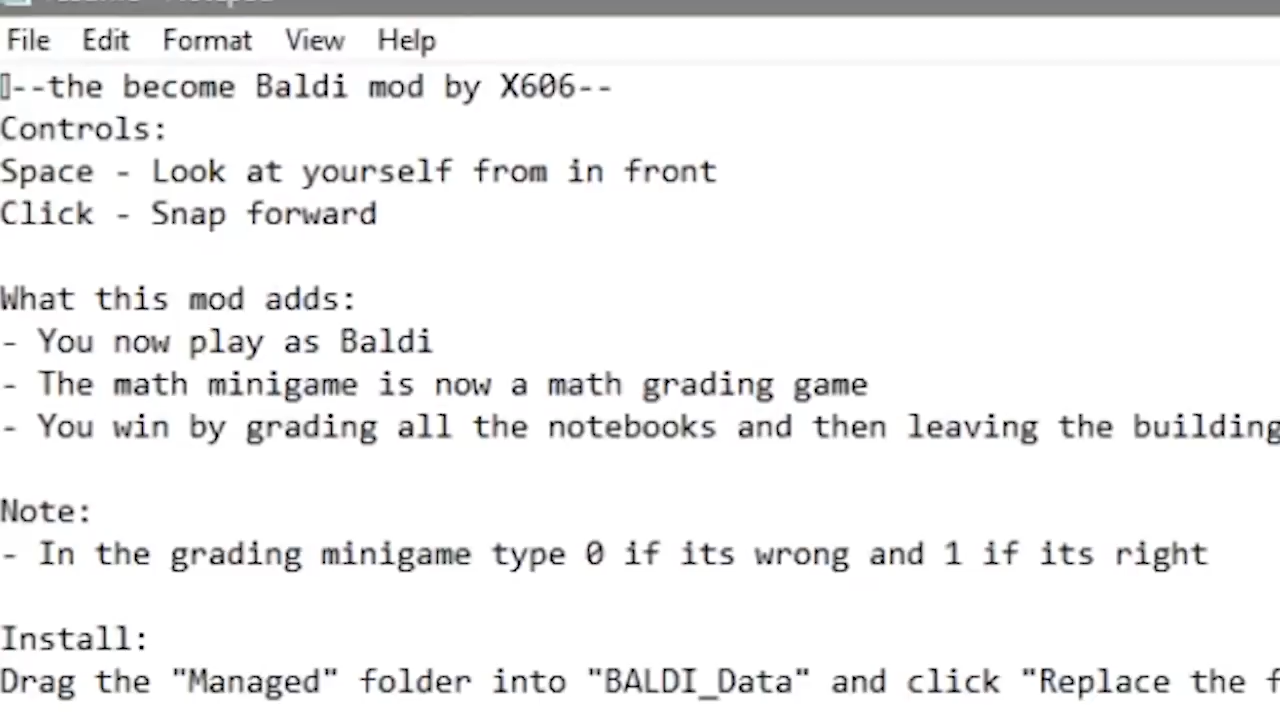 File Edit Format View Help
--the become Baldi mod by X606--
Controls:
Space - Look at yourself from in front
Click - Snap forward
What this mod adds:
- You now play as Baldi
- The math minigame is now a math grading game
- You win by grading all the notebooks and then leaving the building
Note:
- In the grading minigame type 0 if its wrong and 1 if its right
Install:
Drag the "Managed" folder into "BALDI_Data" and click "Replace the